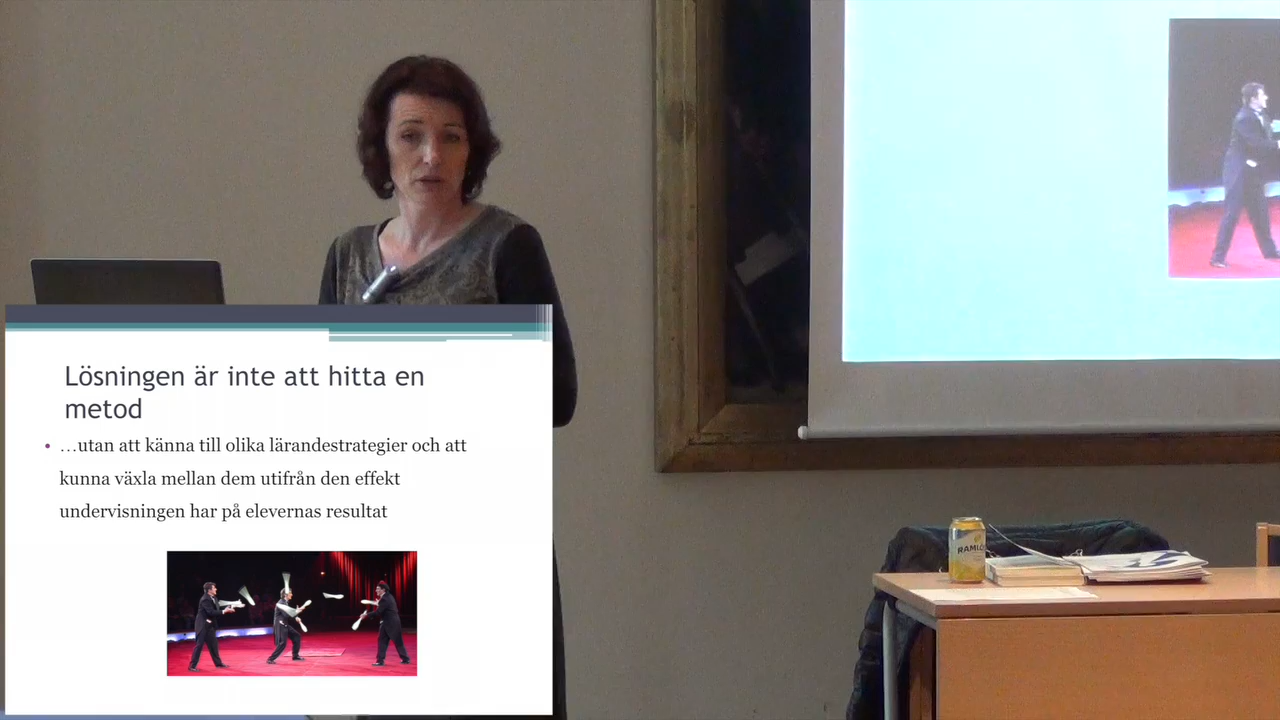 Lösningen är inte att hitta en
metod
• …utan att känna till olika lärandestrategier och att
kunna växla mellan dem utifrån den effekt
undervisningen har på elevernas resultat